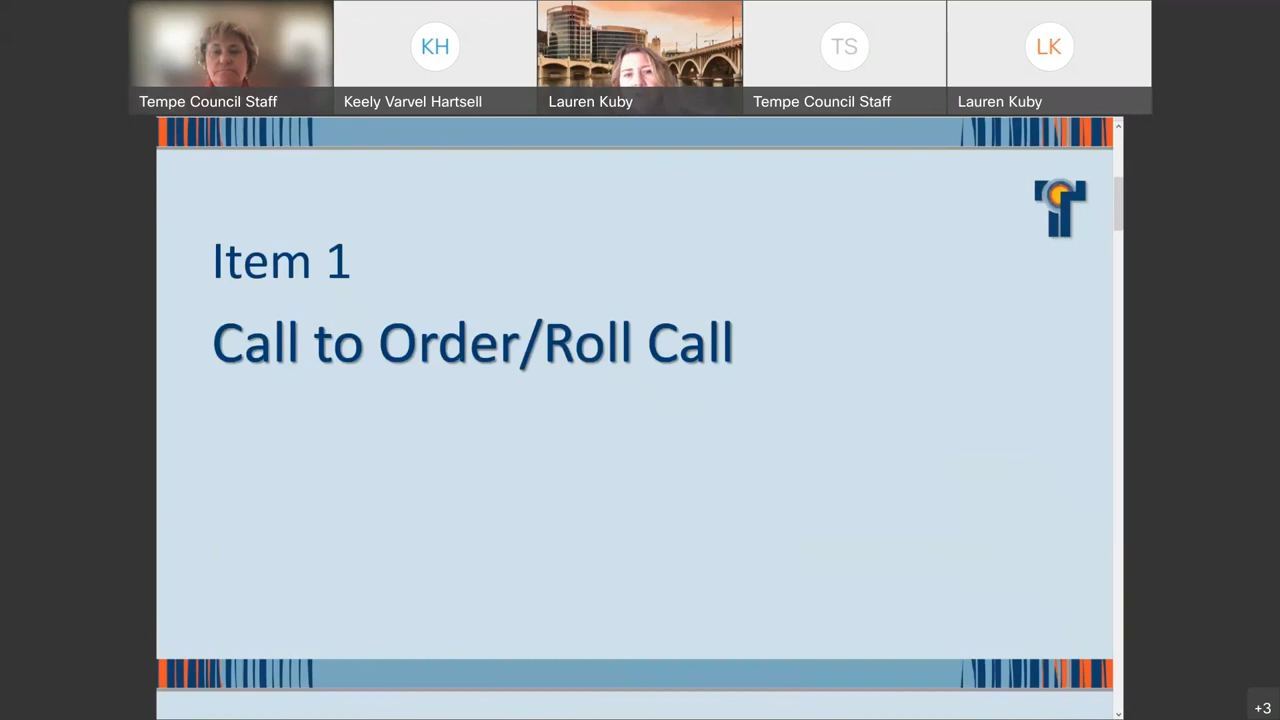 KH
TS
LK
Tempe Council Staff
Keely Varvel Hartsell
Lauren Kuby
Tempe Council Staff
Lauren Kuby
Item 1
Call to Order/Roll Call
+3